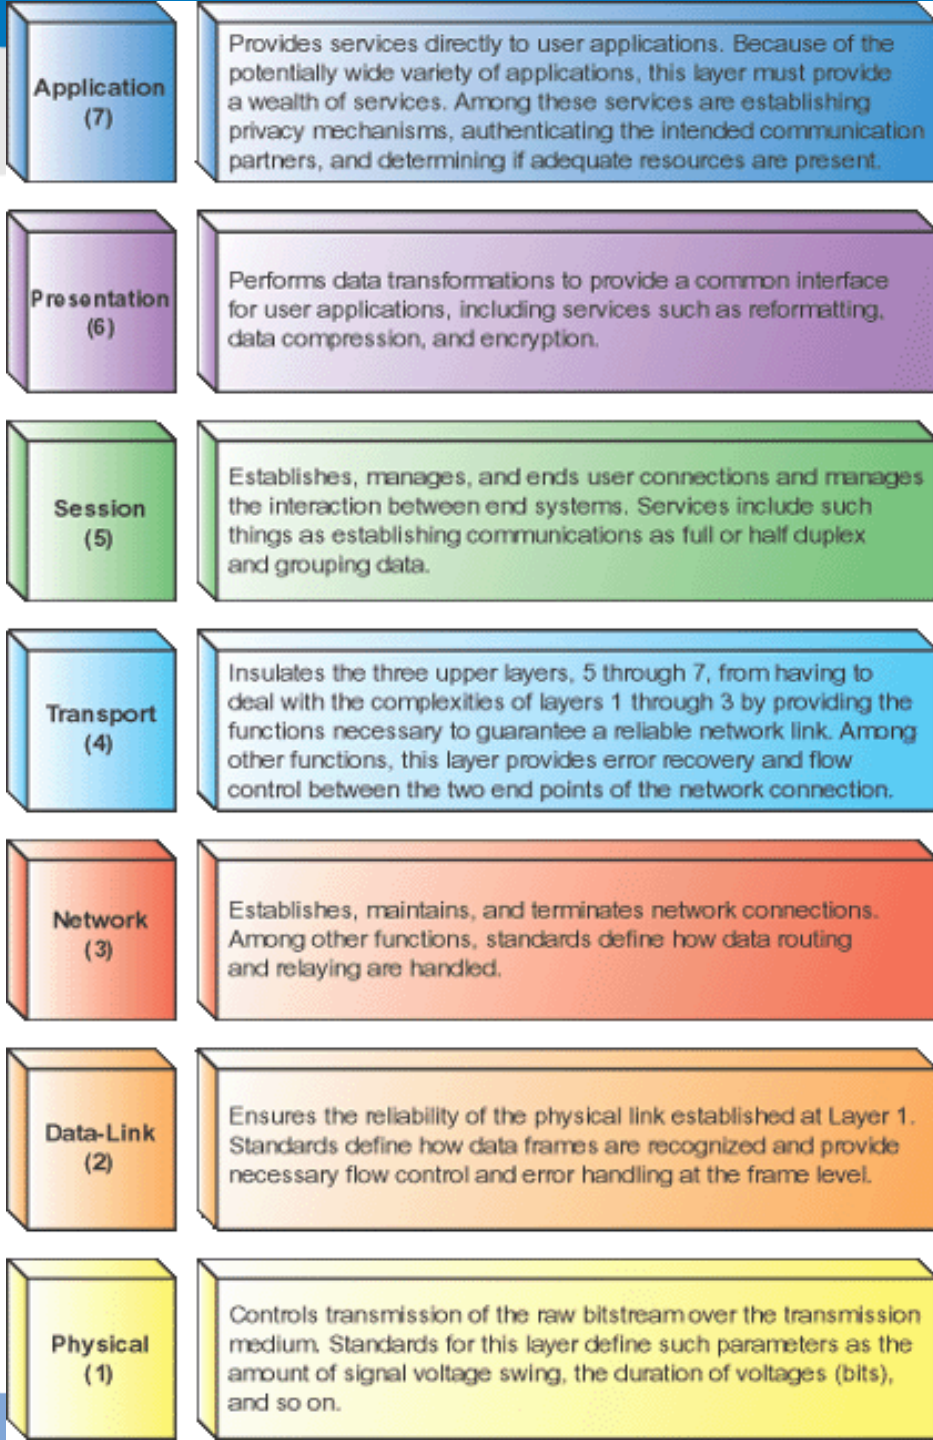 Application
(7)
Provides services directly to user applications. Because of the
potentially wide variety of applications, this layer must provide
a wealth of services. Among these services are establishing
privacy mechanisms, authenticating the intended communication
partners, and determining if adequate resources are present.
Presentation
(6)
Performs data transformations to provide a common interface
for user applications, including services such as reformatting,
data compression, and encryption.
Session
(5)
Establishes, manages, and ends user connections and manages
the interaction between end systems. Services include such
things as establishing communications as full or half duplex
and grouping data.
Transport
(4)
Insulates the three upper layers, 5 through 7, from having to
deal with the complexities of layers 1 through 3 by providing the
functions necessary to guarantee a reliable network link. Among
other functions, this layer provides error recovery and flow
control between the two end points of the network connection.
Network
(3)
Establishes, maintains, and terminates network connections.
Among other functions, standards define how data routing
and relaying are handled.
Data-Link
(2)
Ensures the reliability of the physical link established at Layer 1.
Standards define how data frames are recognized and provide
necessary flow control and error handling at the frame level.
Physical
(1)
Controls transmission of the raw bitstream over the transmission
medium. Standards for this layer define such parameters as the
amount of signal voltage swing, the duration of voltages (bits),
and so on.